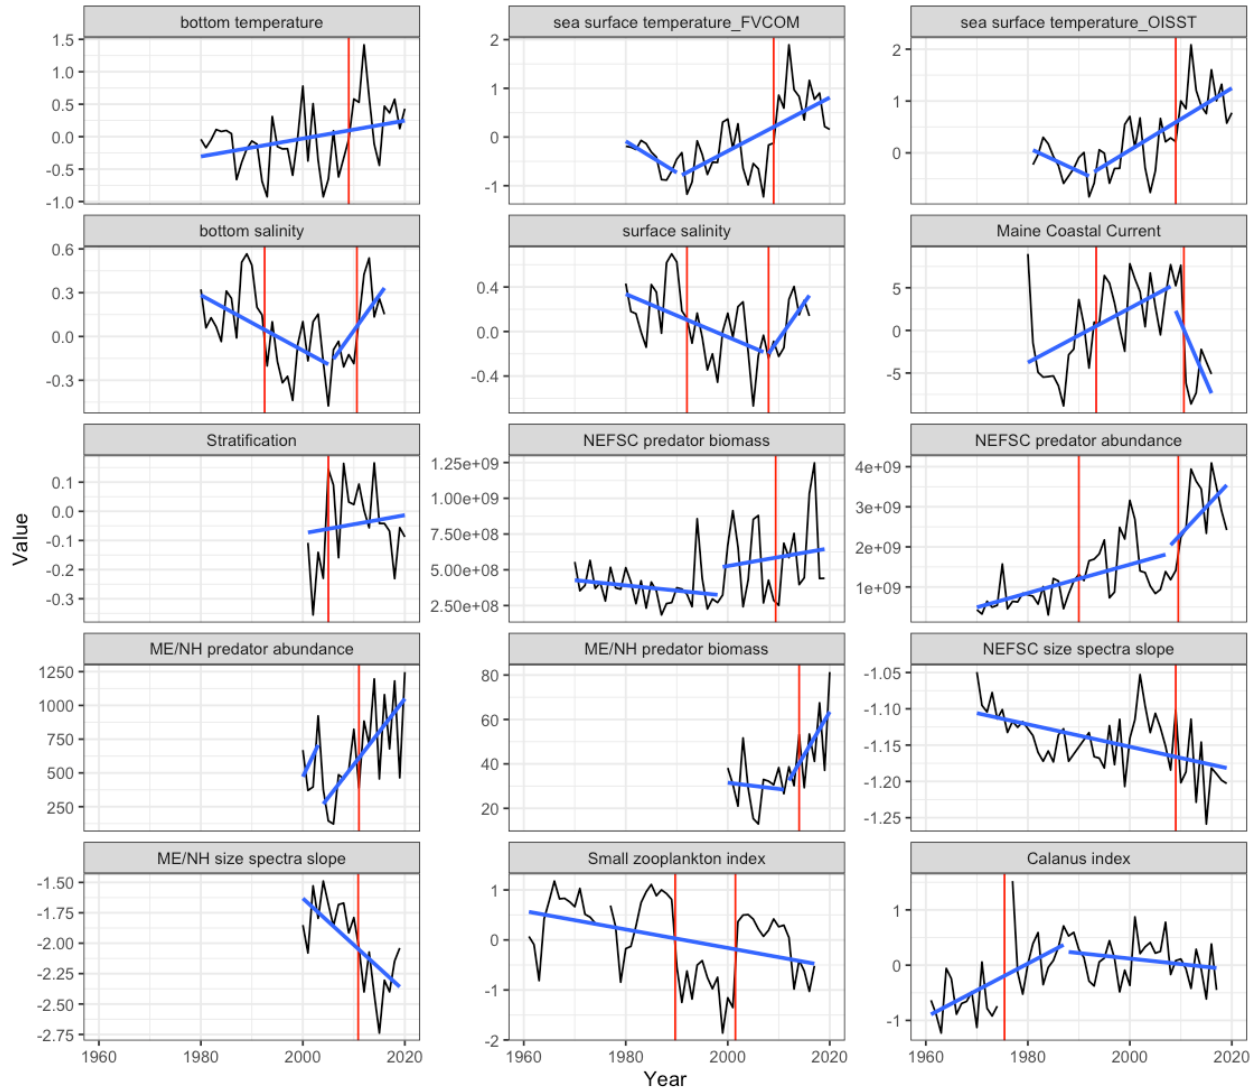 bottom temperature
1.5
1.0
0.5
0.0
-0.5
-1.0
sea surface temperature_FVCOM
2
1
0
-1
sea surface temperature_OISST
2
1
0
bottom salinity
0.6
0.3
0.0
-0.3
surface salinity
0.4
0.0
-0.4
Maine Coastal Current
5
0
-5
Stratification
0.1
0.0
-0.1
-0.2
-0.3
NEFSC predator biomass
1.25e+09
1.00e+09
7.50e+08
5.00e+08
2.50e+08
NEFSC predator abundance
4e+09
3e+09
2e+09
1e+09
Value
ME/NH predator abundance
1250
1000
750
500
250
ME/NH predator biomass
80
60
40
20
NEFSC size spectra slope
-1.05
-1.10
-1.15
-1.20
-1.25
ME/NH size spectra slope
-1.50
-1.75
-2.00
-2.25
-2.50
-2.75
1960 1980 2000 2020
Small zooplankton index
1
0
-1
-2
1960 1980 2000 2020
Calanus index
1
0
-1
1960 1980 2000 2020
Year